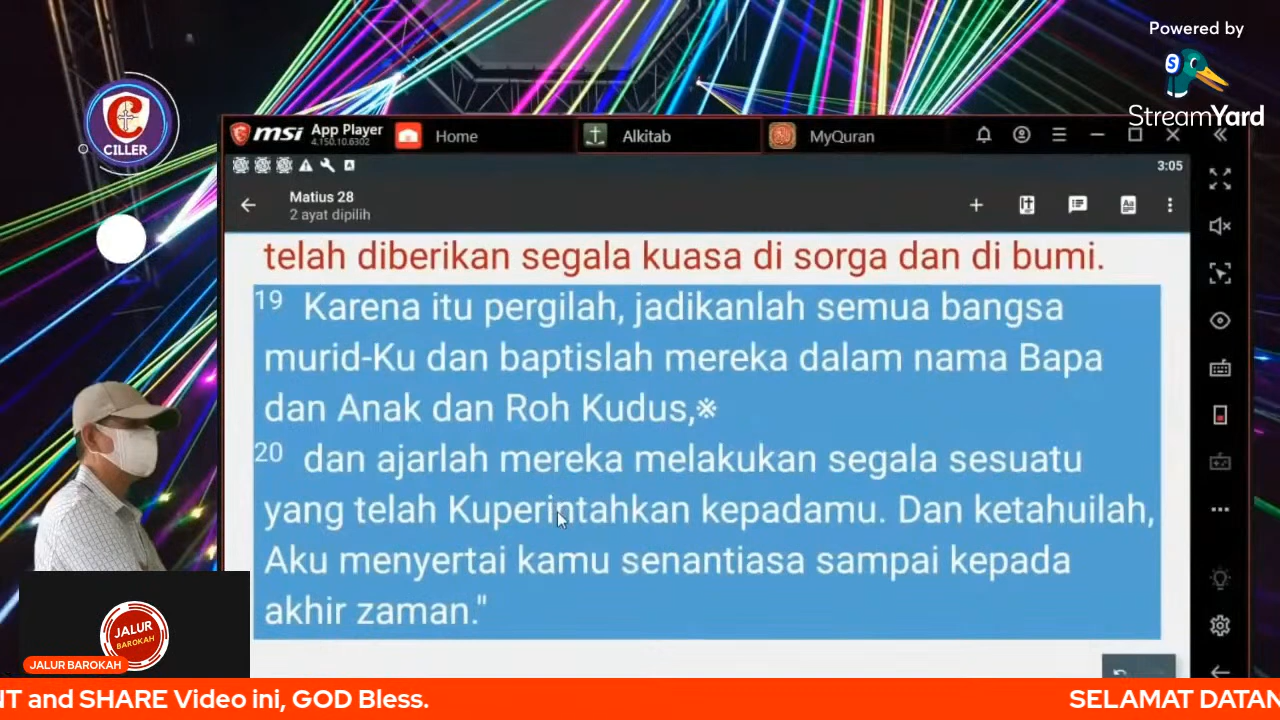 Powered by
StreamYard
CILLER
msi App Player
4.150.10.6302
Home
Alkitab
MyQuran
3:05
Matius 28
2 ayat dipilih
telah diberikan segala kuasa di sorga dan di bumi.
19 Karena itu pergilah, jadikanlah semua bangsa
murid-Ku dan baptislah mereka dalam nama Bapa
dan Anak dan Roh Kudus,※
20 dan ajarlah mereka melakukan segala sesuatu
yang telah Kuperintahkan kepadamu. Dan ketahuilah,
Aku menyertai kamu senantiasa sampai kepada
akhir zaman."
JALUR
BAROKAH
JALUR BAROKAH
NT and SHARE Video ini, GOD Bless.
SELAMAT DATAN